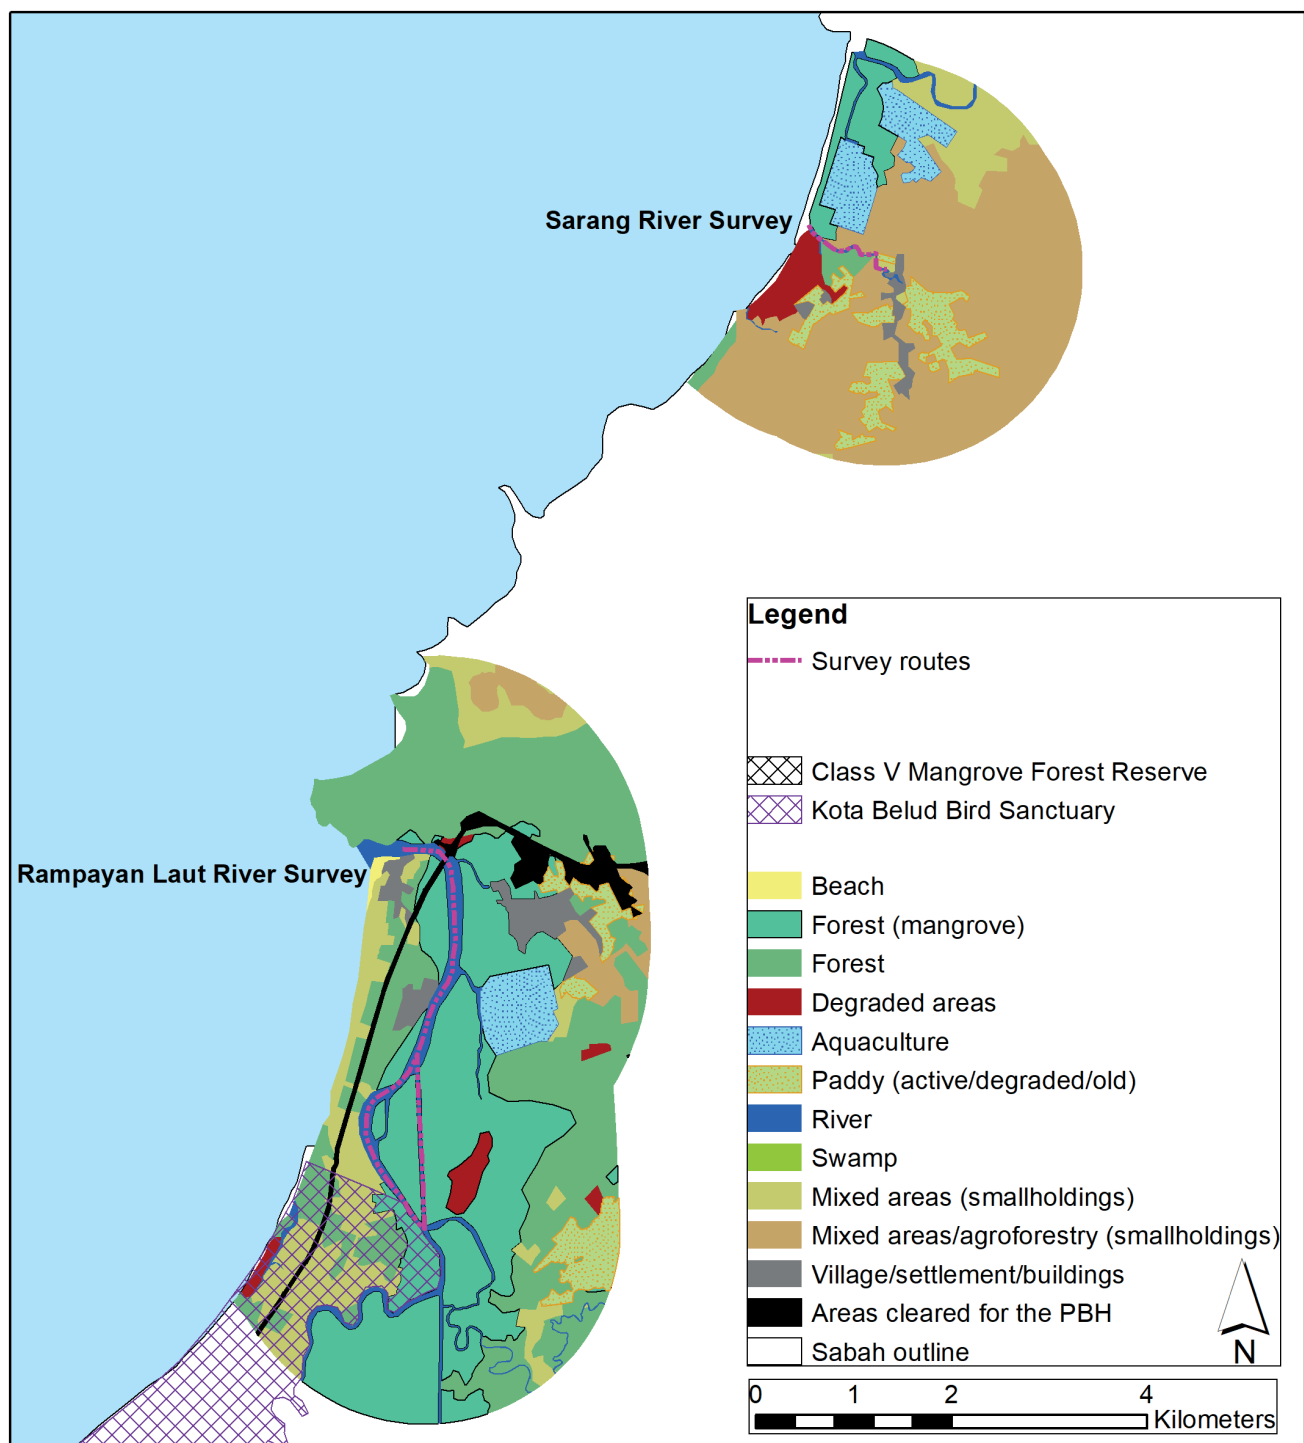 Sarang River Survey
Rampayan Laut River Survey
Legend
Survey routes
Class V Mangrove Forest Reserve
Kota Belud Bird Sanctuary
Beach
Forest (mangrove)
Forest
Degraded areas
Aquaculture
Paddy (active/degraded/old)
River
Swamp
Mixed areas (smallholdings)
Mixed areas/agroforestry (smallholdings)
Village/settlement/buildings
Areas cleared for the PBH
Sabah outline
N
0 1 2 4
Kilometers